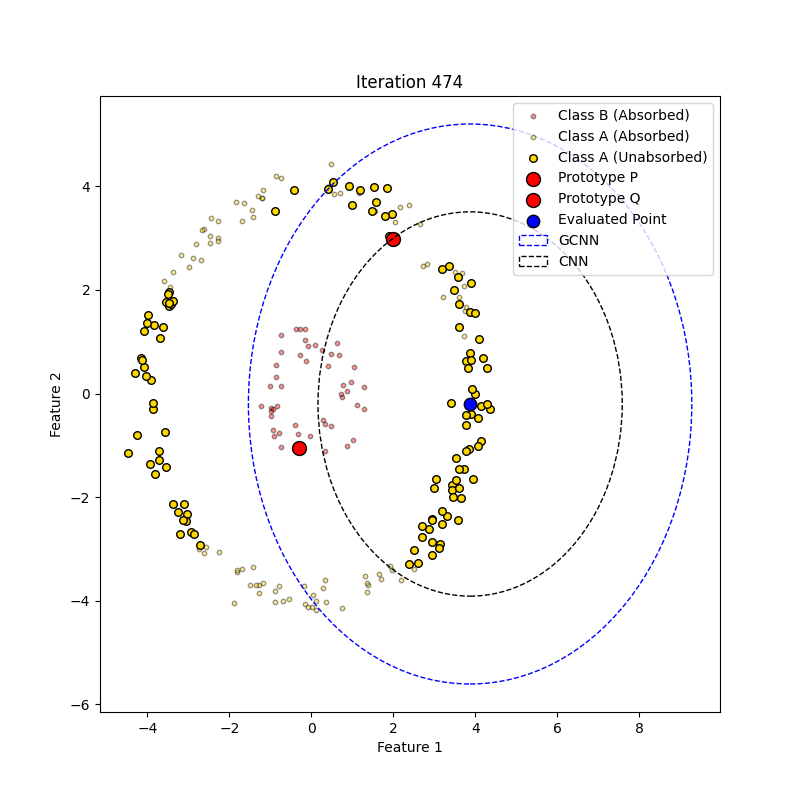 Iteration 474
Class B (Absorbed)
Class A (Absorbed)
Class A (Unabsorbed)
Prototype P
Prototype Q
Evaluated Point
GCNN
CNN
4
2
0
−2
−4
−6
Feature 2
−4
−2
0
2
4
6
8
Feature 1